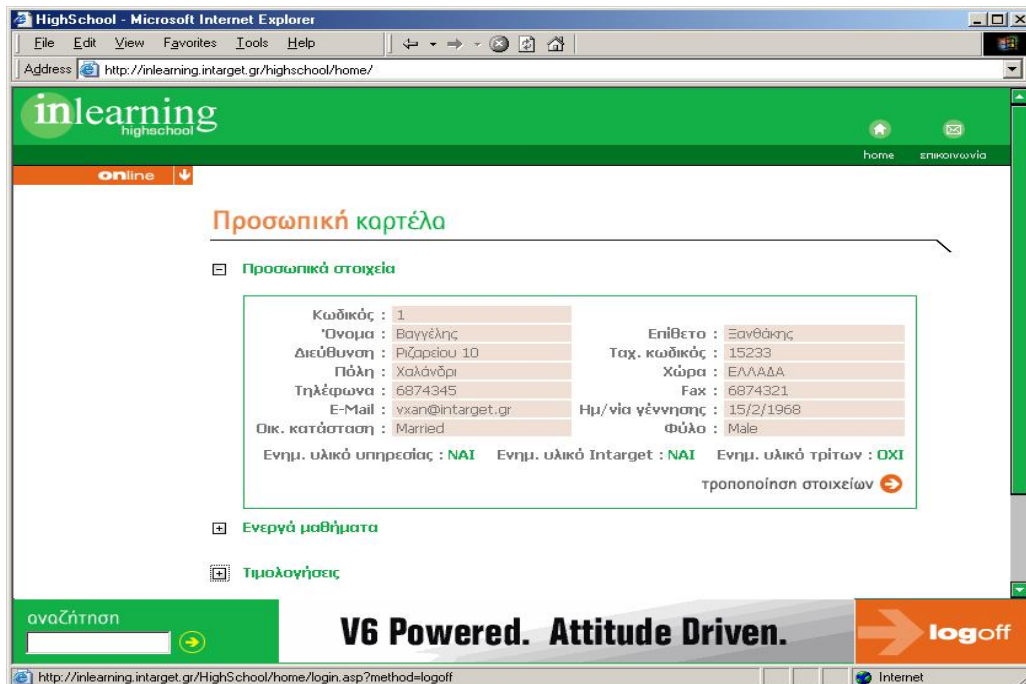 HighSchool - Microsoft Internet Explorer
File Edit View Favorites Tools Help
Address http://inlearning.intarget.gr/highschool/home/
inlearning
highschool
home επικοινωνία
online
Προσωπική καρτέλα
Προσωπικά στοιχεία
Κωδικός : 1
Όνομα : Βαγγέλης Επίθετο : Ξανθάκης
Διεύθυνση : Ριζαρείου 10 Ταχ. κωδικός : 15233
Πόλη : Χαλάνδρι Χώρα : ΕΛΛΑΔΑ
Τηλέφωνα : 6874345 Fax : 6874321
E-Mail : vxan@intarget.gr Ημ/νία γέννησης : 15/2/1968
Οικ. κατάσταση : Married Φύλο : Male
Ενημ. υλικό υπηρεσίας : ΝΑΙ Ενημ. υλικό Intarget : ΝΑΙ Ενημ. υλικό τρίτων : ΟΧΙ
τροποποίηση στοιχείων
Ενεργά μαθήματα
Τιμολογήσεις
αναζήτηση
V6 Powered. Attitude Driven.
logoff
http://inlearning.intarget.gr/HighSchool/home/login.asp?method=logoff Internet